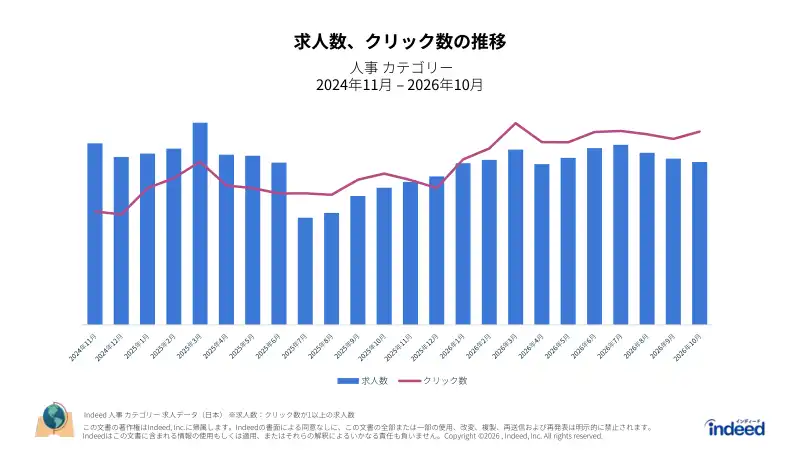 求人数、クリック数の推移
人事 カテゴリー
2024年11月 – 2026年10月
2024年11月
2024年12月
2025年1月
2025年2月
2025年3月
2025年4月
2025年5月
2025年6月
2025年7月
2025年8月
2025年9月
2025年10月
2025年11月
2025年12月
2026年1月
2026年2月
2026年3月
2026年4月
2026年5月
2026年6月
2026年7月
2026年8月
2026年9月
2026年10月
求人数 クリック数
Indeed 人事 カテゴリー 求人データ（日本） ※求人数：クリック数が1以上の求人数
この文書の著作権はIndeed, Inc.に帰属します。Indeedの書面による同意なしに、この文書の全部または一部の使用、改変、複製、再送信および再発表は明示的に禁止されます。
Indeedはこの文書に含まれる情報の使用もしくは適用、またはそれらの解釈によるいかなる責任も負いません。Copyright ©2026 , Indeed, Inc. All rights reserved.
インディード
indeed